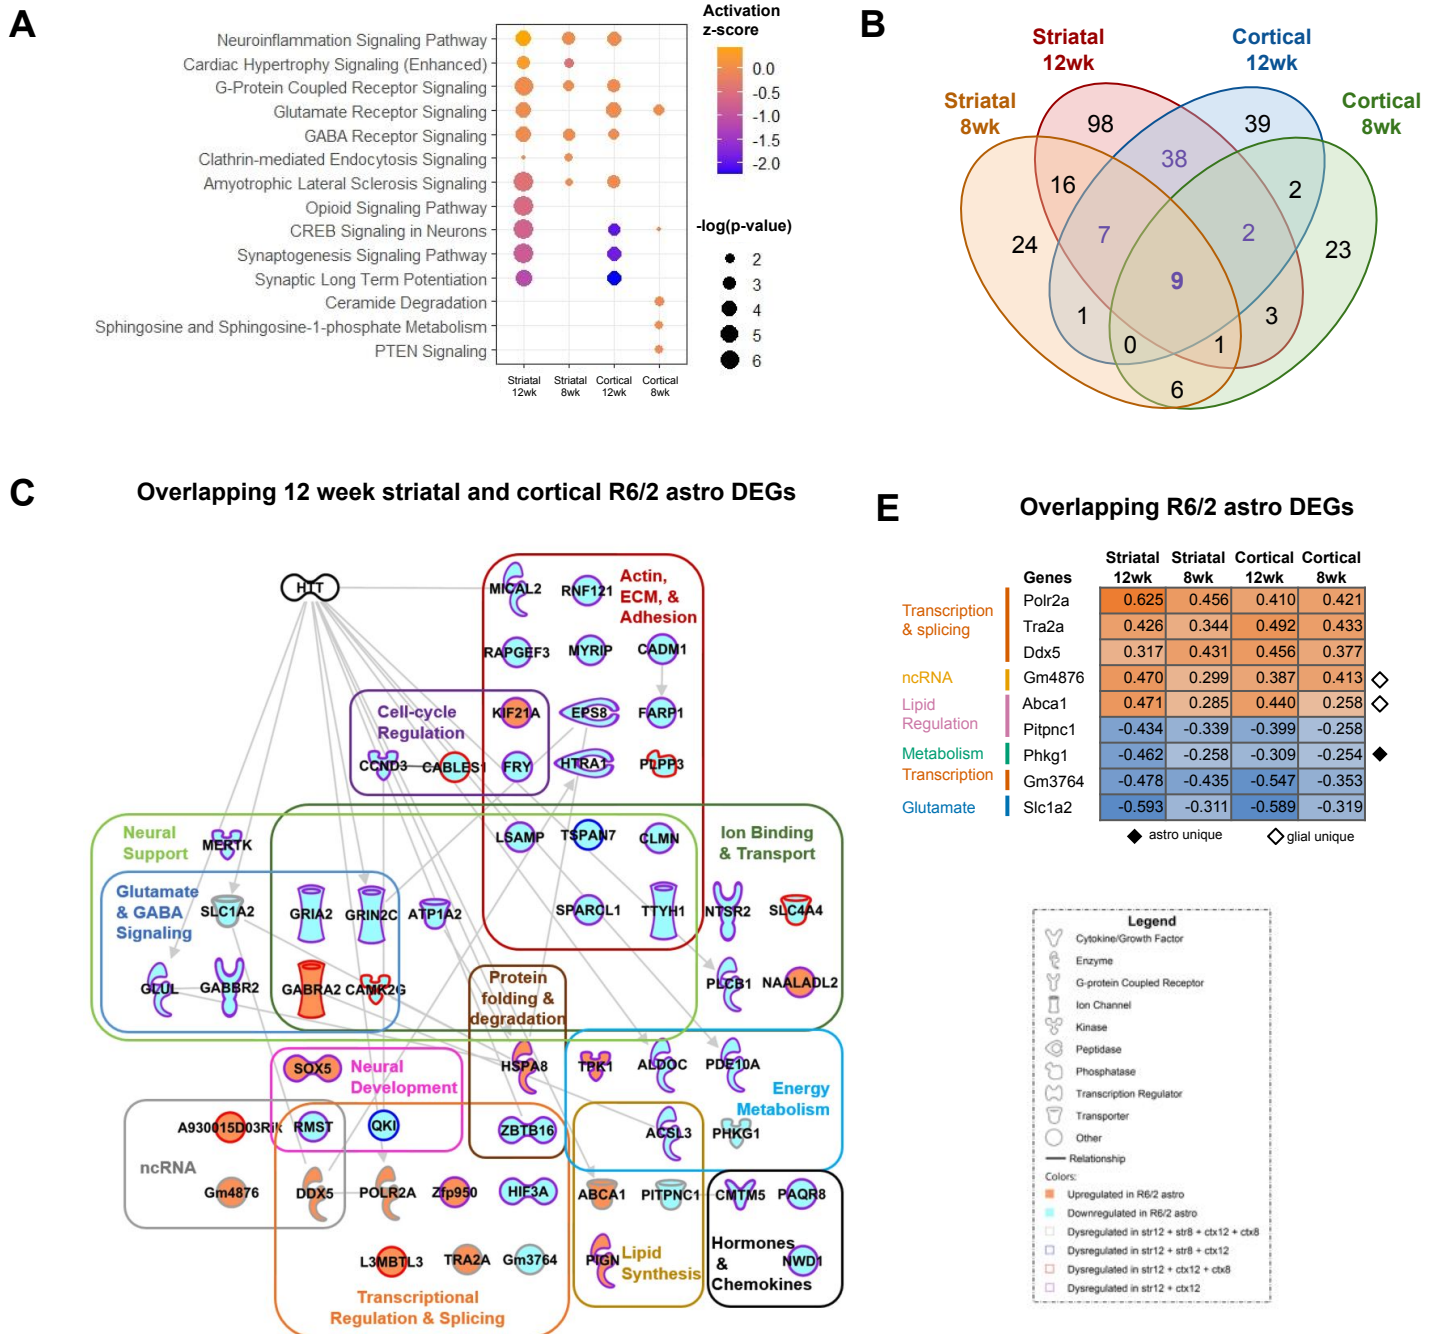 A
Neuroinflammation Signaling Pathway
Cardiac Hypertrophy Signaling (Enhanced)
G-Protein Coupled Receptor Signaling
Glutamate Receptor Signaling
GABA Receptor Signaling
Clathrin-mediated Endocytosis Signaling
Amyotrophic Lateral Sclerosis Signaling
Opioid Signaling Pathway
CREB Signaling in Neurons
Synaptogenesis Signaling Pathway
Synaptic Long Term Potentiation
Ceramide Degradation
Sphingosine and Sphingosine-1-phosphate Metabolism
PTEN Signaling
Striatal Striatal Cortical Cortical
12wk 8wk 12wk 8wk
Activation
z-score
0.0
-0.5
-1.0
-1.5
-2.0
-log(p-value)
2
3
4
5
6
B
Striatal
12wk
Cortical
12wk
Striatal
8wk
Cortical
8wk
98
39
38
16
2
24
7
2
23
9
1
3
0
1
6
C
Overlapping 12 week striatal and cortical R6/2 astro DEGs
HTT
MICAL2
RNF121
Actin,
ECM, &
Adhesion
RAPGEF3
MYRIP
CADM1
Cell-cycle
Regulation
KIF21A
EPS8
FARP1
CCND3
CABLES1
FRY
HTRA1
PLPP3
Neural
Support
MERTK
LSAMP
TSPAN7
CLMN
Ion Binding
& Transport
Glutamate
& GABA
Signaling
SLC1A2
GRIA2
GRIN2C
ATP1A2
SPARCL1
TTYH1
NTSR2
SLC4A4
GLUL
GABBR2
GABRA2
CAMK2G
Protein
folding &
degradation
PLCB1
NAALADL2
SOX5
Neural
Development
HSPA8
TPK1
ALDOC
PDE10A
Energy
Metabolism
A930015D03Rik
RMST
QKI
ZBTB16
ACSL3
PHKG1
ncRNA
Gm4876
DDX5
POLR2A
Zfp950
HIF3A
ABCA1
PITPNC1
CMTM5
PAQR8
L3MBTL3
TRA2A
Gm3764
PIGN
Lipid
Synthesis
Hormones
&
Chemokines
NWD1
Transcriptional
Regulation & Splicing
E
Overlapping R6/2 astro DEGs
Striatal Striatal Cortical Cortical
Genes 12wk 8wk 12wk 8wk
Transcription
& splicing
Polr2a 0.625 0.456 0.410 0.421
Tra2a 0.426 0.344 0.492 0.433
Ddx5 0.317 0.431 0.456 0.377
ncRNA Gm4876 0.470 0.299 0.387 0.413
Lipid
Regulation
Abca1 0.471 0.285 0.440 0.258
Pitpnc1 -0.434 -0.339 -0.399 -0.258
Metabolism Phkg1 -0.462 -0.258 -0.309 -0.254
Transcription Gm3764 -0.478 -0.435 -0.547 -0.353
Glutamate Slc1a2 -0.593 -0.311 -0.589 -0.319
astro unique
glial unique
Legend
Cytokine/Growth Factor
Enzyme
G-protein Coupled Receptor
Ion Channel
Kinase
Peptidase
Phosphatase
Transcription Regulator
Transporter
Other
Relationship
Colors:
Upregulated in R6/2 astro
Downregulated in R6/2 astro
Dysregulated in str12 + str8 + ctx12 + ctx8
Dysregulated in str12 + str8 + ctx12
Dysregulated in str12 + ctx12 + ctx8
Dysregulated in str12 + ctx12